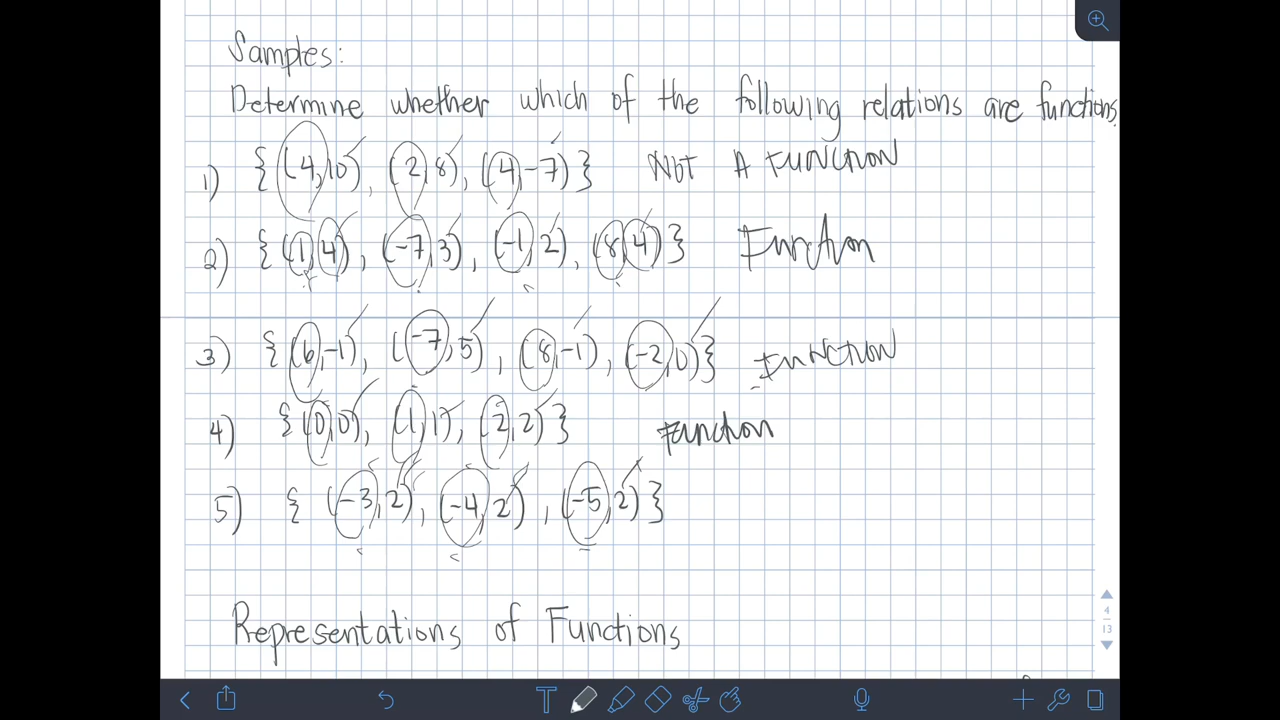 Samples:
Determine whether which of the following relations are functions.
1) {(4,10), (2,8), (4,-7)} NOT A FUNCTION
2) {(1,4), (-7,3), (-1,2), (8,4)} Function
3) {(6,-1), (-7,5), (8,-1), (-2,0)} FUNCTION
4) {(0,0), (1,1), (2,2)} Function
5) {(-3,2), (-4,2), (-5,2)}
Representations of Functions
4
13